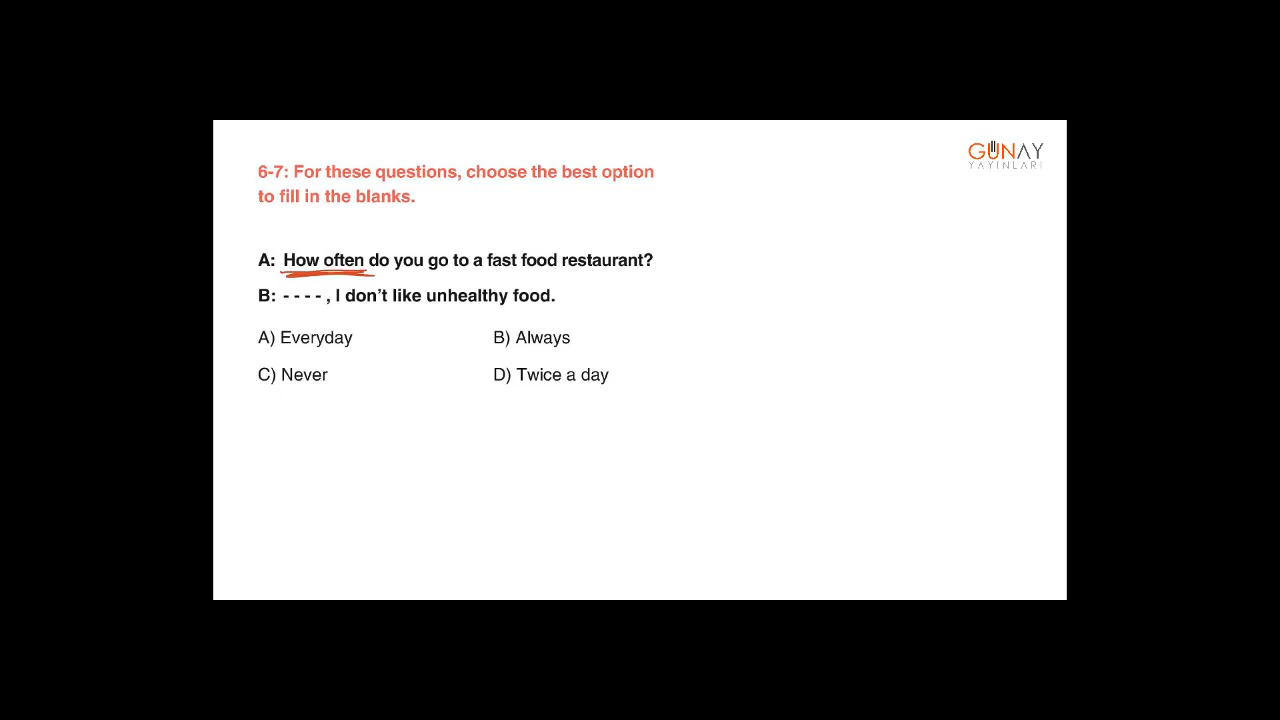 GÜNAY
YAYINLARI
6-7: For these questions, choose the best option
to fill in the blanks.
A: How often do you go to a fast food restaurant?
B: - - - - , I don't like unhealthy food.
A) Everyday
B) Always
C) Never
D) Twice a day